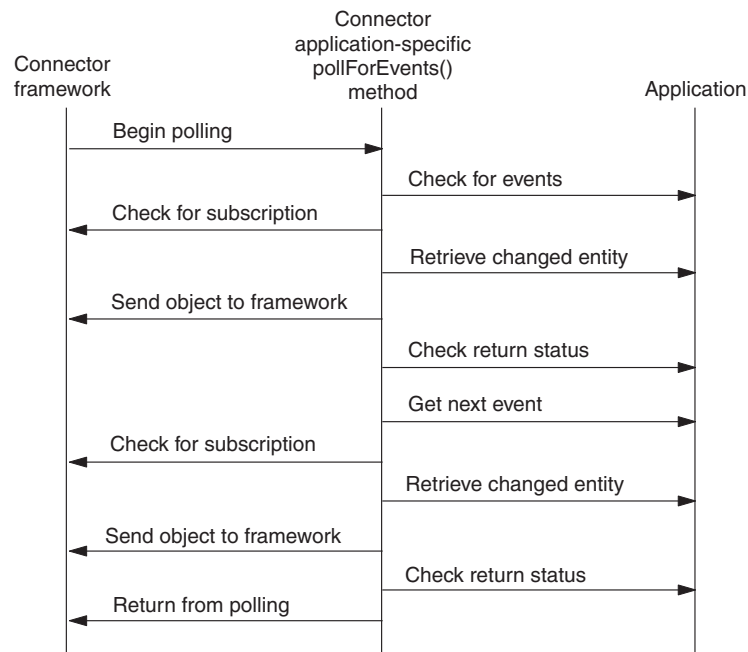 Connector
framework
Connector
application-specific
pollForEvents()
method
Application
Begin polling
Check for events
Check for subscription
Retrieve changed entity
Send object to framework
Check return status
Get next event
Check for subscription
Retrieve changed entity
Send object to framework
Check return status
Return from polling